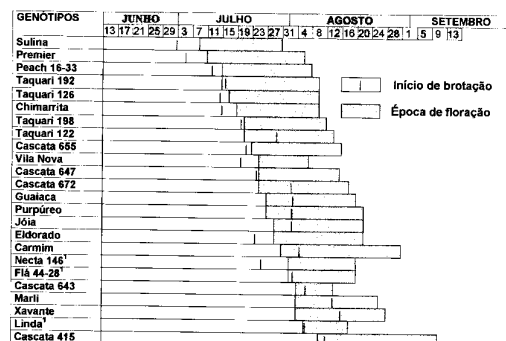 GENÓTIPOS JUNHO JULHO AGOSTO SETEMBRO
13 17 21 25 29 3 7 11 15 19 23 27 31 4 8 12 16 20 24 28 1 5 9 13
Sulina
Premier
Peach 16-33
Taquari 192
Taquari 126
Chimarrita
Taquari 198
Taquari 122
Cascata 655
Vila Nova
Cascata 647
Cascata 672
Guaiaca
Purpúreo
Jóia
Eldorado
Carmim
Necta 146¹
Flá 44-28¹
Cascata 643
Marli
Xavante
Linda¹
Cascata 415
Início de brotação
Época de floração